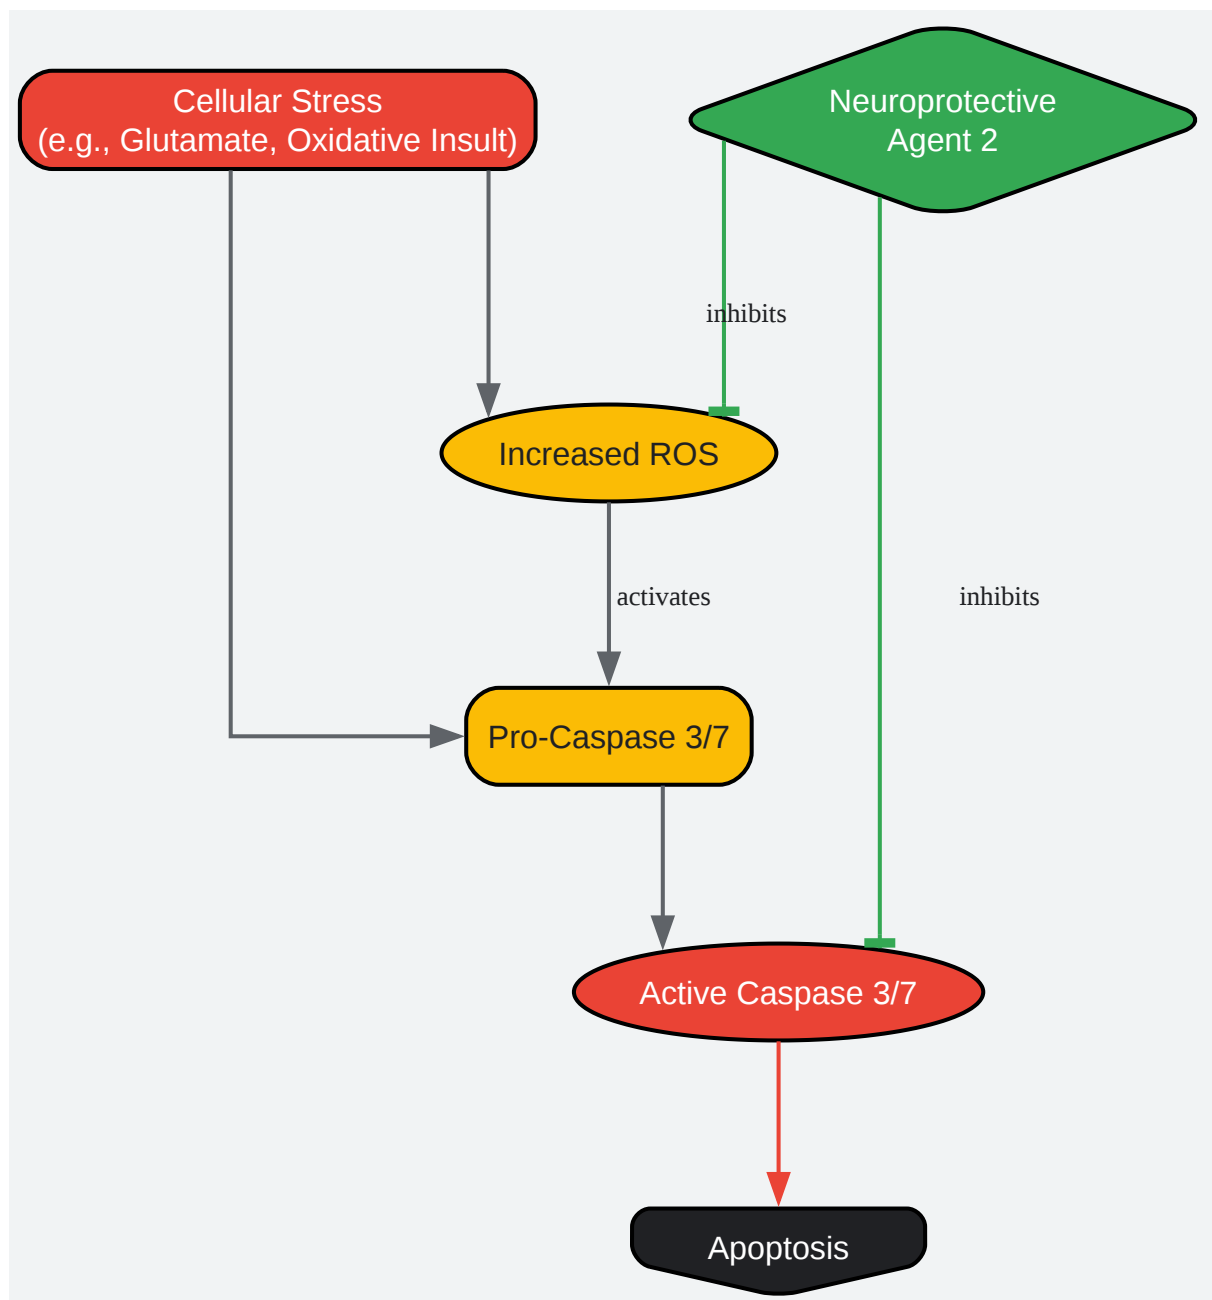 Cellular Stress
(e.g., Glutamate, Oxidative Insult)
Neuroprotective
Agent 2
inhibits
Increased ROS
activates
inhibits
Pro-Caspase 3/7
Active Caspase 3/7
Apoptosis